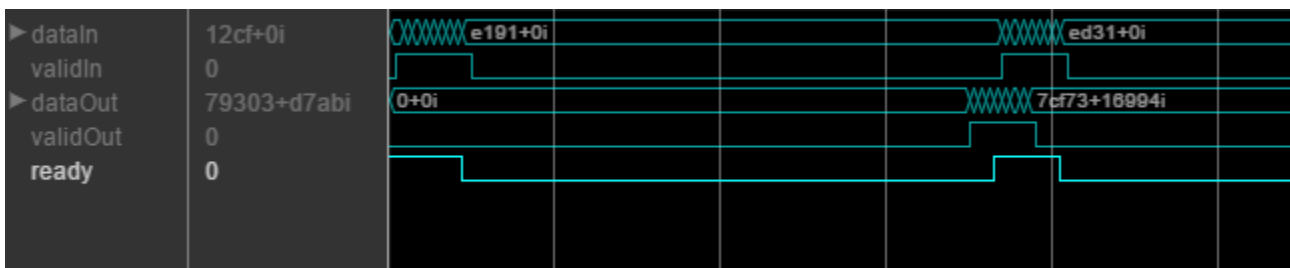 dataIn 12cf+0i e191+0i ed31+0i
validIn 0
dataOut 79303+d7abi 0+0i 7cf73+16994i
validOut 0
ready 0